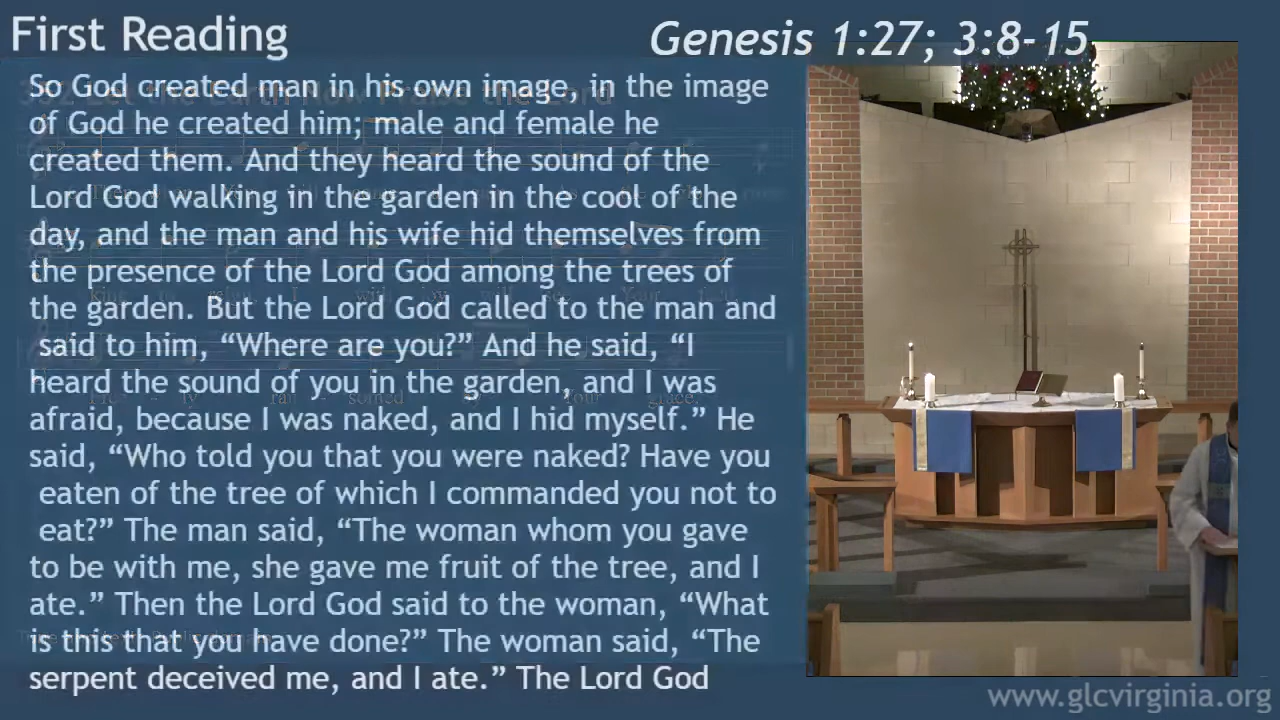 First Reading
Genesis 1:27; 3:8-15
So God created man in his own image, in the image
of God he created him; male and female he
created them. And they heard the sound of the
Lord God walking in the garden in the cool of the
day, and the man and his wife hid themselves from
the presence of the Lord God among the trees of
the garden. But the Lord God called to the man and
said to him, “Where are you?” And he said, “I
heard the sound of you in the garden, and I was
afraid, because I was naked, and I hid myself.” He
said, “Who told you that you were naked? Have you
eaten of the tree of which I commanded you not to
eat?” The man said, “The woman whom you gave
to be with me, she gave me fruit of the tree, and I
ate.” Then the Lord God said to the woman, “What
is this that you have done?” The woman said, “The
serpent deceived me, and I ate.” The Lord God
www.glcvirginia.org